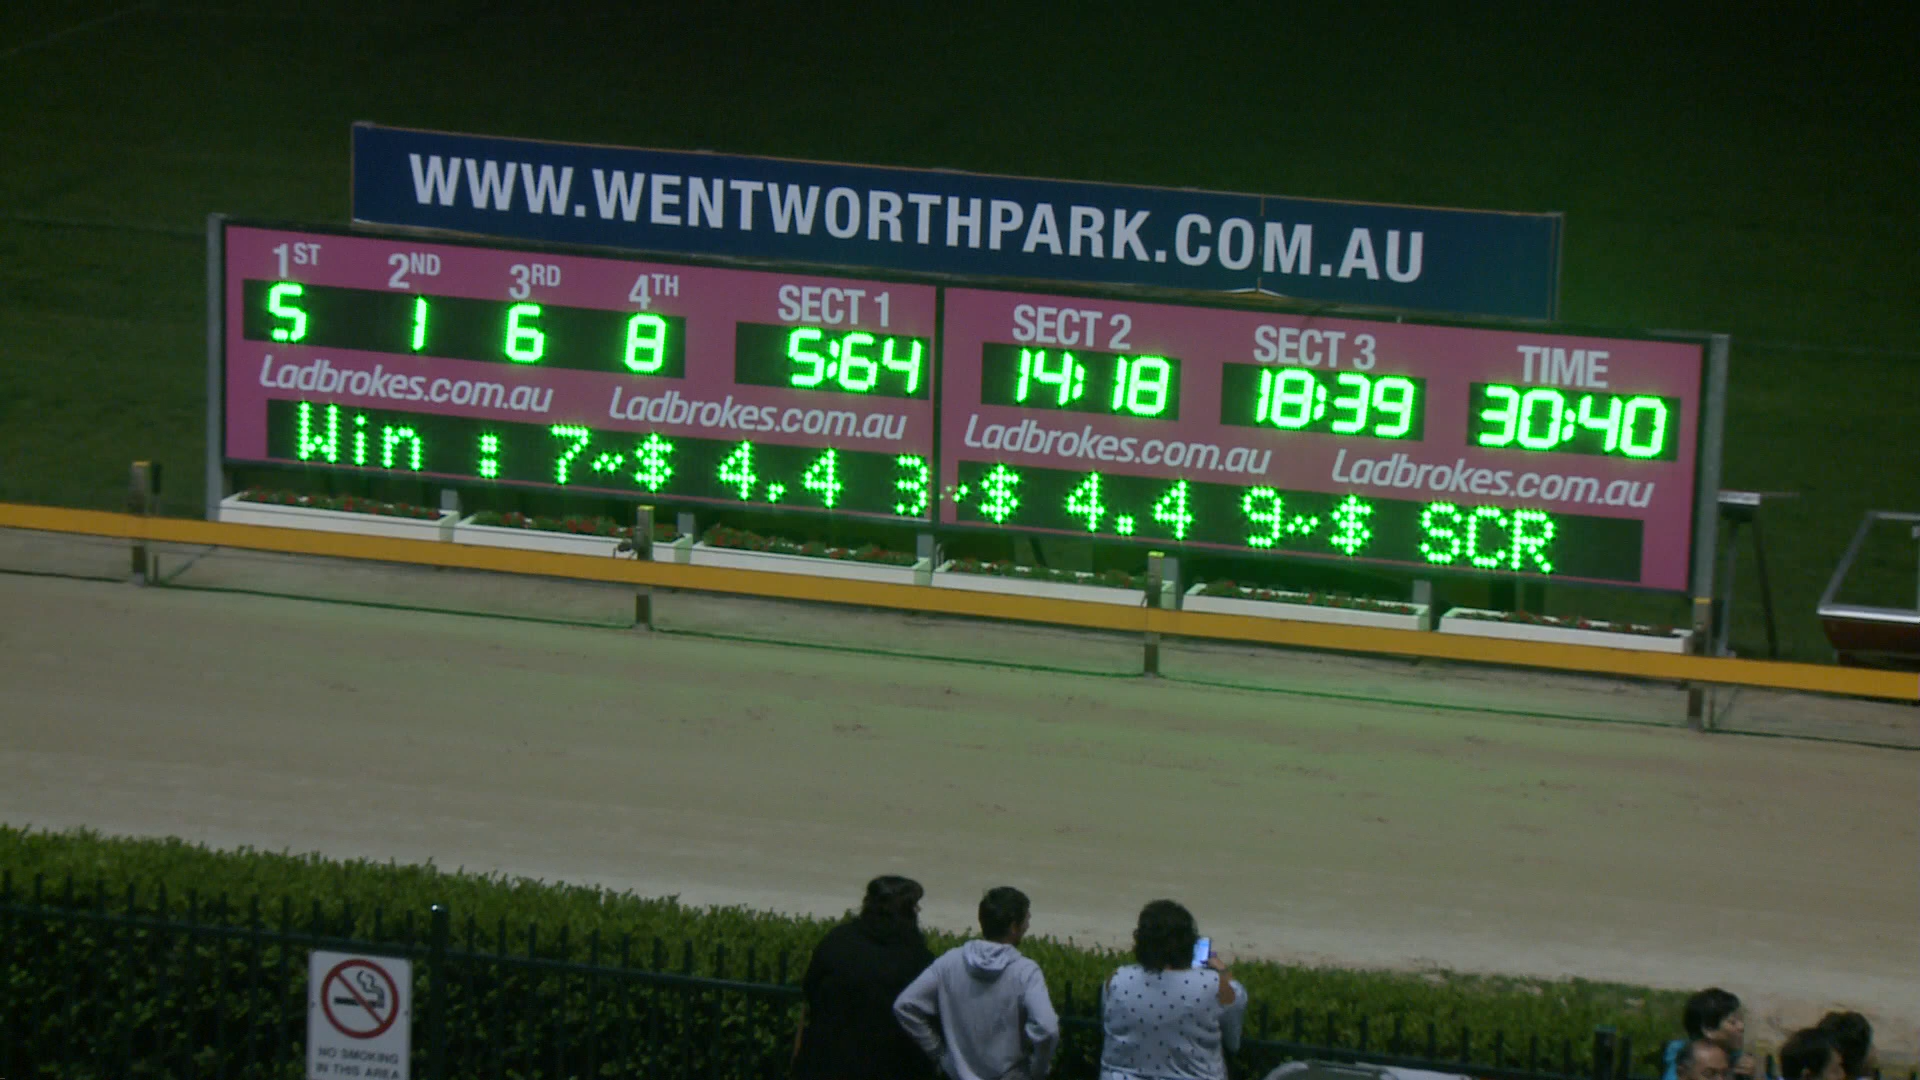 WWW.WENTWORTHPARK.COM.AU
1ST 2ND 3RD 4TH SECT 1 SECT 2 SECT 3 TIME
5 1 6 8 5:64 14:18 18:39 30:40
Ladbrokes.com.au Ladbrokes.com.au Ladbrokes.com.au Ladbrokes.com.au
Win : 7~$ 4.4 3~$ 4.4 9~$ SCR
NO SMOKING
IN THIS AREA